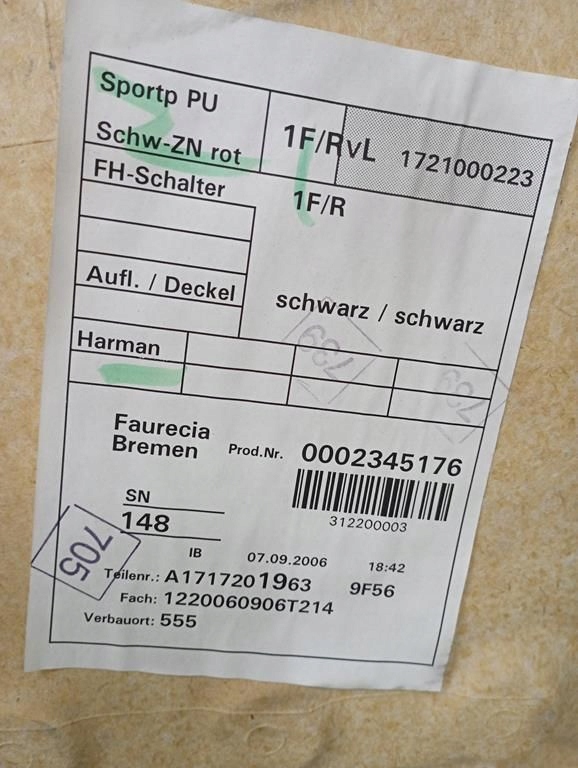 Sportp PU
Schw-ZN rot
1F/RvL 1721000223
FH-Schalter
1F/R
Aufl. / Deckel
schwarz / schwarz
Harman
739
739
Faurecia
Bremen
Prod.Nr. 0002345176
312200003
SN
148
705
IB 07.09.2006 18:42
Teilenr.: A1717201963 9F56
Fach: 1220060906T214
Verbauort: 555